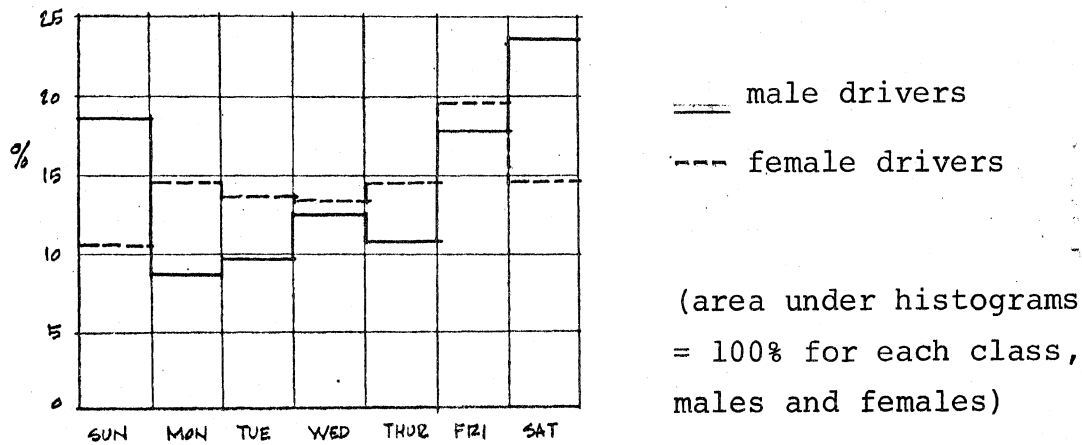 25
20
%
15
10
5
0
SUN MON TUE WED THUR FRI SAT
male drivers
female drivers
(area under histograms
= 100% for each class,
males and females)